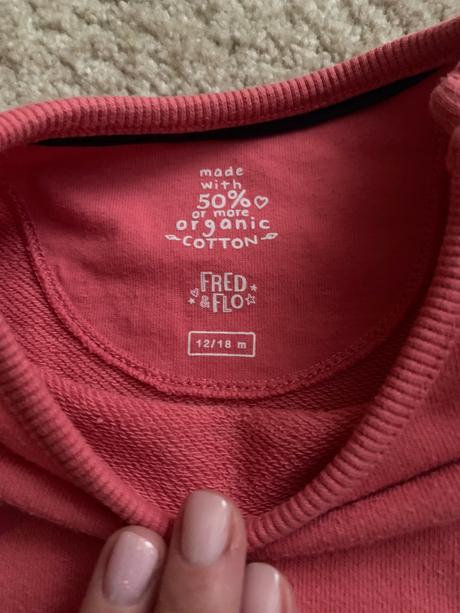 made
with
50%
or more
organic
COTTON
FRED
& FLO
12/18 m